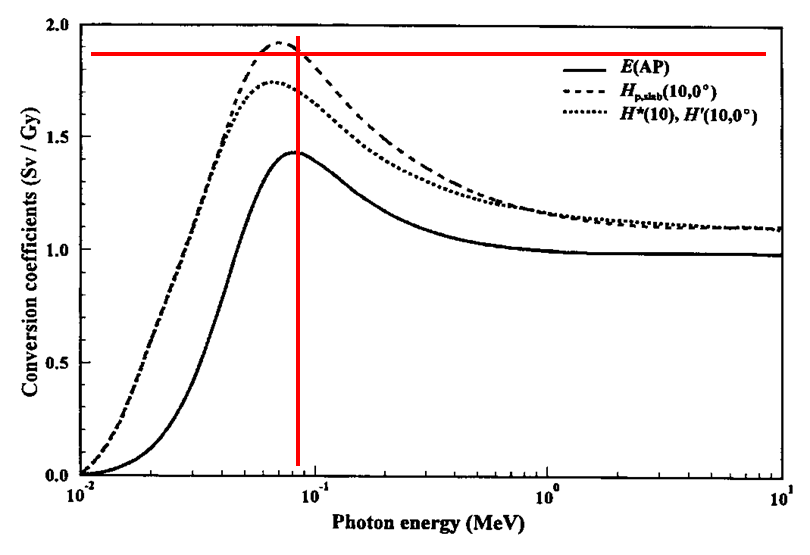 2.0
1.5
1.0
0.5
0.0
Conversion coefficients (Sv / Gy)
E(AP)
Hp,slab(10,0°)
H*(10), H'(10,0°)
10-2
10-1
100
101
Photon energy (MeV)